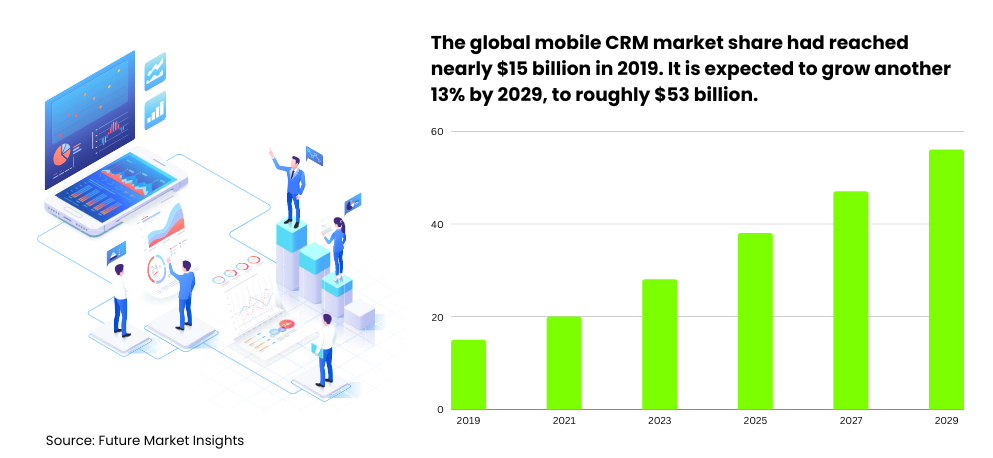 The global mobile CRM market share had reached
nearly $15 billion in 2019. It is expected to grow another
13% by 2029, to roughly $53 billion.
60
40
20
0
2019 2021 2023 2025 2027 2029
Source: Future Market Insights